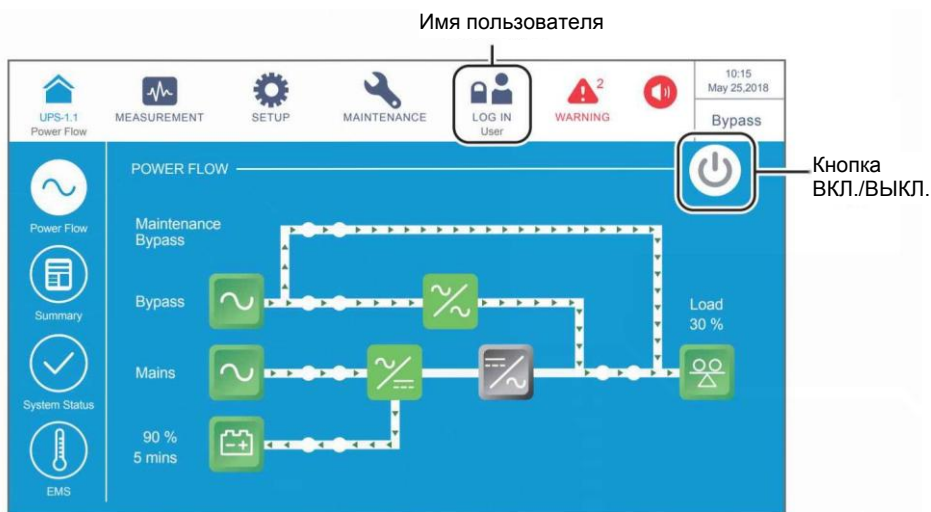 Имя пользователя
UPS-1.1
Power Flow
MEASUREMENT
SETUP
MAINTENANCE
LOG IN
User
2
WARNING
10:15
May 25,2018
Bypass
Кнопка
ВКЛ./ВЫКЛ.
POWER FLOW
Power Flow
Summary
System Status
EMS
Maintenance
Bypass
Bypass
Mains
90 %
5 mins
Load
30 %